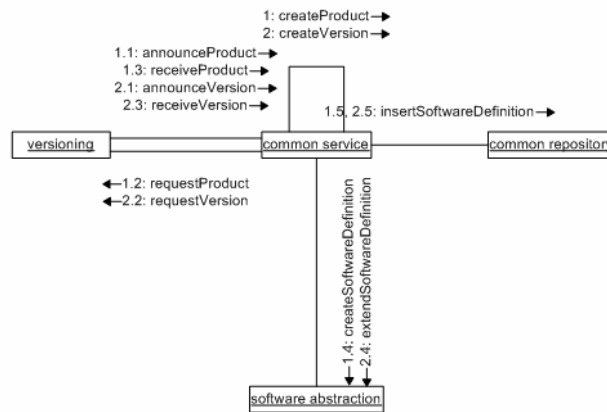 1: createProduct
2: createVersion
1.1: announceProduct
1.3: receiveProduct
2.1: announceVersion
2.3: receiveVersion
1.5, 2.5: insertSoftwareDefinition
versioning
common service
common repository
1.2: requestProduct
2.2: requestVersion
1.4: createSoftwareDefinition
2.4: extendSoftwareDefinition
software abstraction